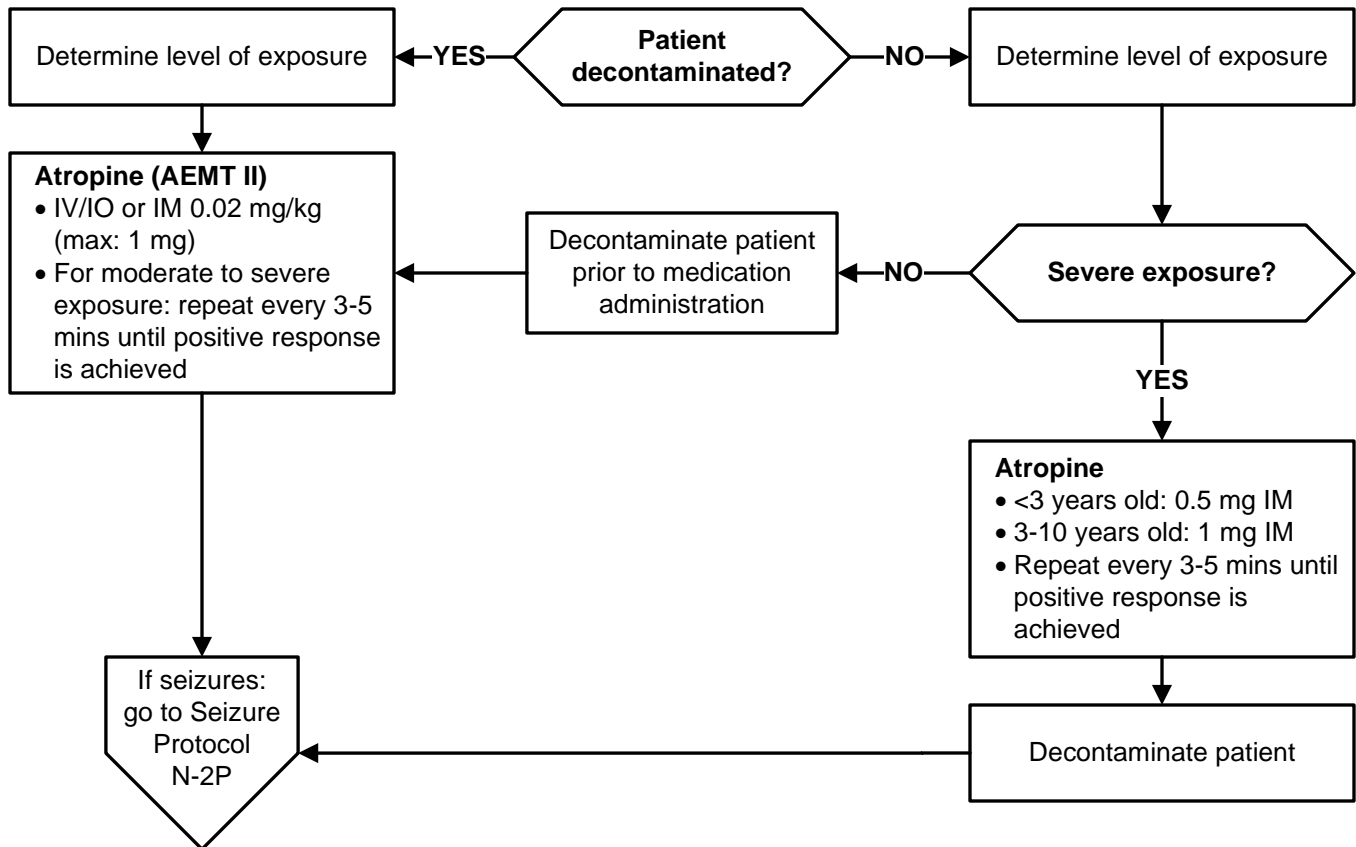 Patient
decontaminated?
YES
NO
Determine level of exposure
Determine level of exposure
Atropine (AEMT II)
• IV/IO or IM 0.02 mg/kg
(max: 1 mg)
• For moderate to severe
exposure: repeat every 3-5
mins until positive response
is achieved
Decontaminate patient
prior to medication
administration
NO
Severe exposure?
YES
Atropine
• <3 years old: 0.5 mg IM
• 3-10 years old: 1 mg IM
• Repeat every 3-5 mins until
positive response is
achieved
If seizures:
go to Seizure
Protocol
N-2P
Decontaminate patient